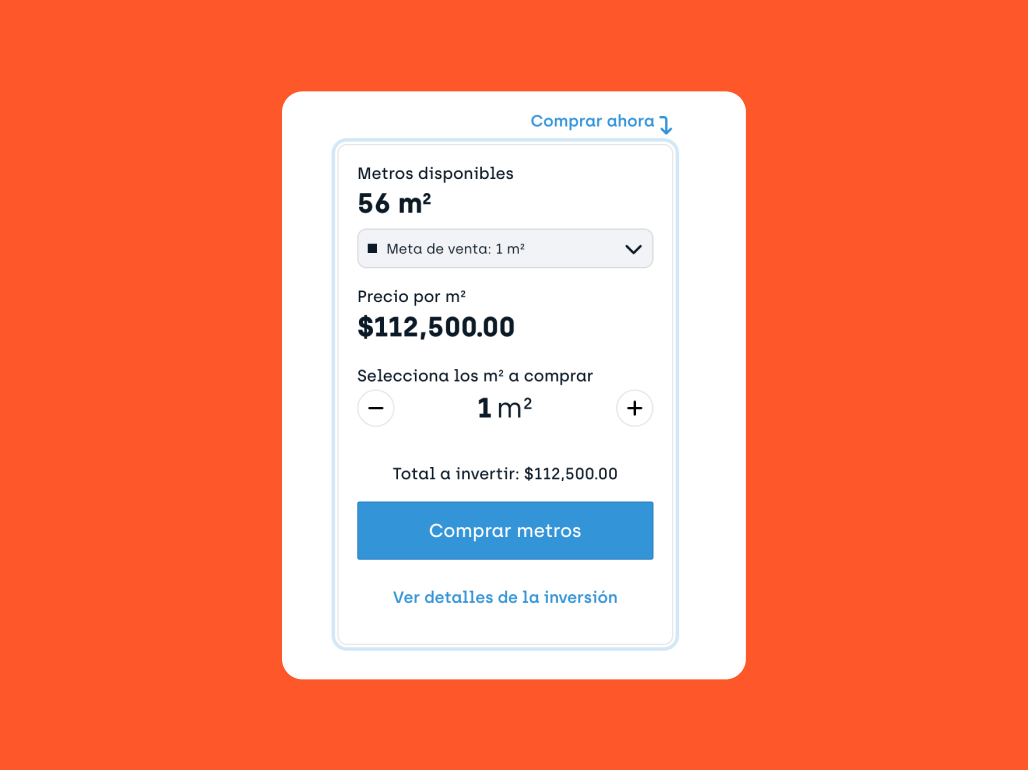 Comprar ahora
Metros disponibles
56 m²
Meta de venta: 1 m²
Precio por m²
$112,500.00
Selecciona los m² a comprar
1 m²
Total a invertir: $112,500.00
Comprar metros
Ver detalles de la inversión